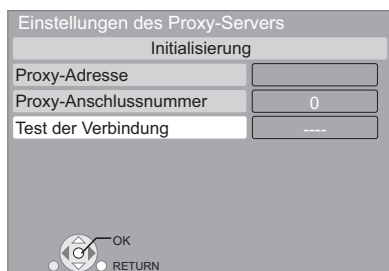 Einstellungen des Proxy-Servers
Initialisierung
Proxy-Adresse
Proxy-Anschlussnummer 0
Test der Verbindung ----
OK
RETURN